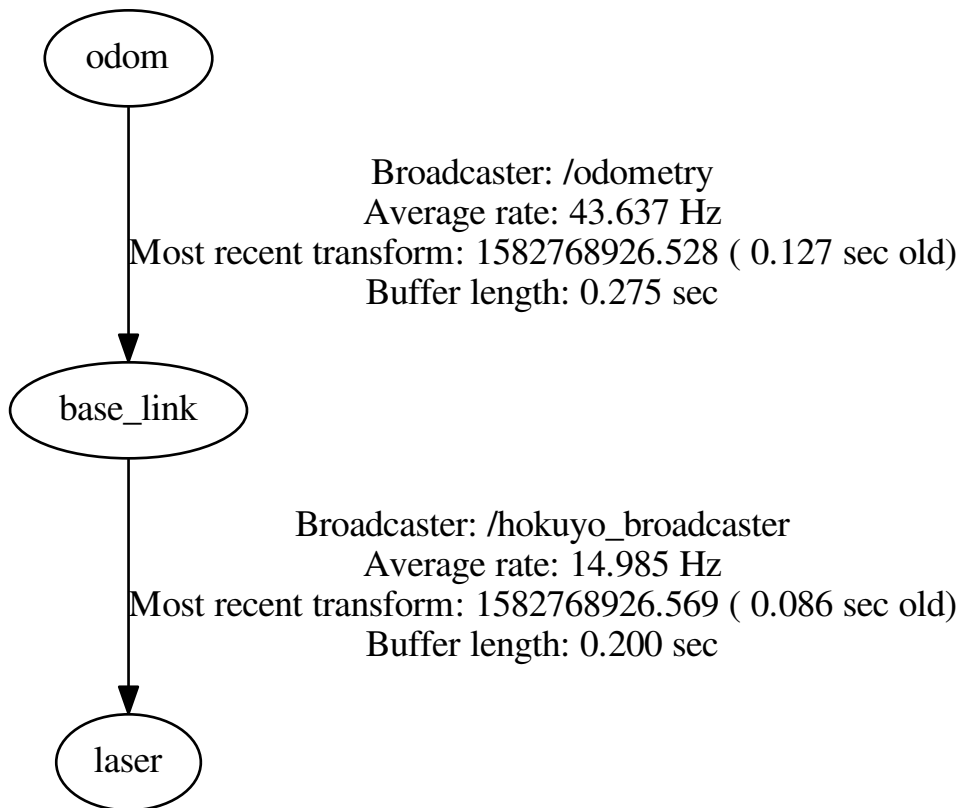 odom
Broadcaster: /odometry
Average rate: 43.637 Hz
Most recent transform: 1582768926.528 ( 0.127 sec old)
Buffer length: 0.275 sec
base_link
Broadcaster: /hokuyo_broadcaster
Average rate: 14.985 Hz
Most recent transform: 1582768926.569 ( 0.086 sec old)
Buffer length: 0.200 sec
laser